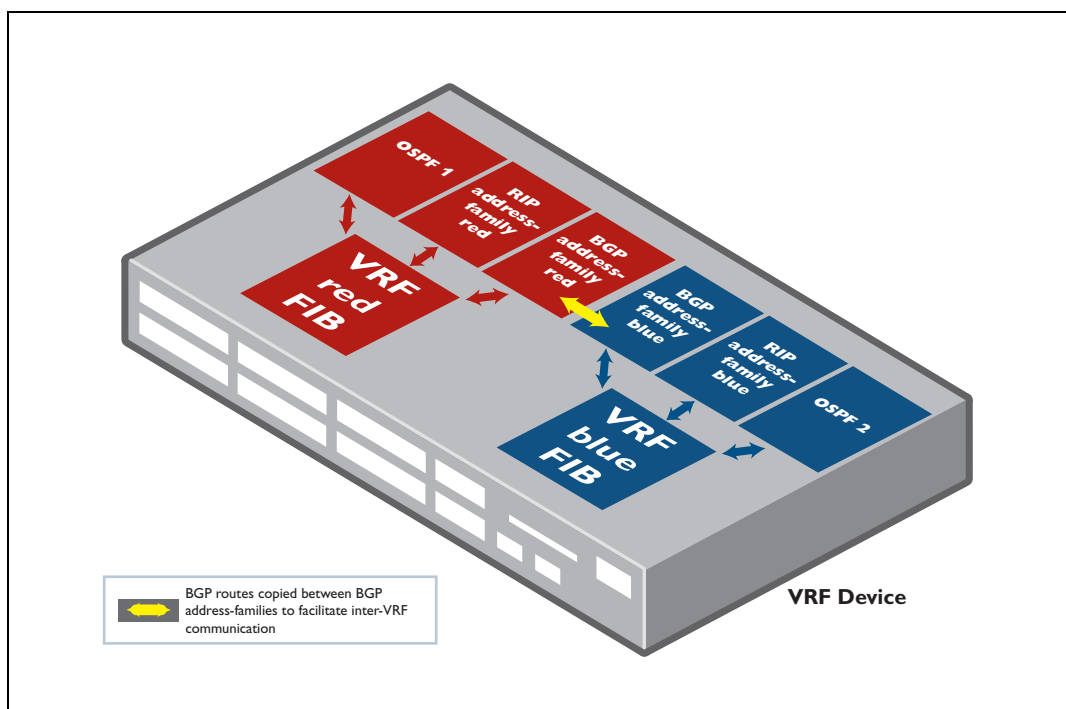 OSPF 1
RIP
address-
family
red
BGP
address-
family
red
BGP
address-
family
blue
RIP
address-
family
blue
OSPF 2
VRF
red
FIB
VRF
blue
FIB
VRF Device
BGP routes copied between BGP
address-families to facilitate inter-VRF
communication